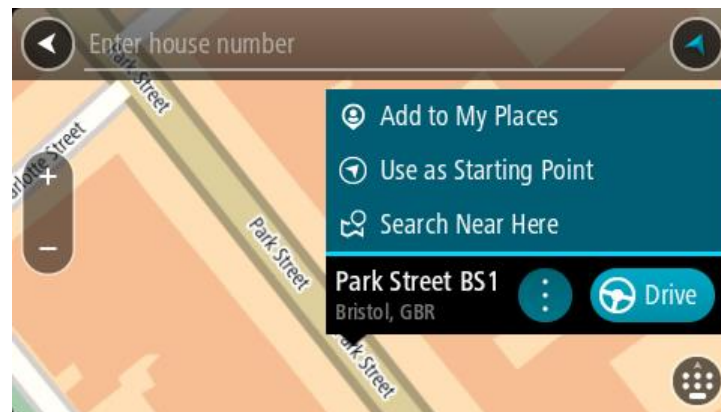 Enter house number
Park Street
arlotte Street
Add to My Places
Use as Starting Point
Search Near Here
+
−
Park Street
Park Street BS1
Bristol, GBR
Drive
Park Street